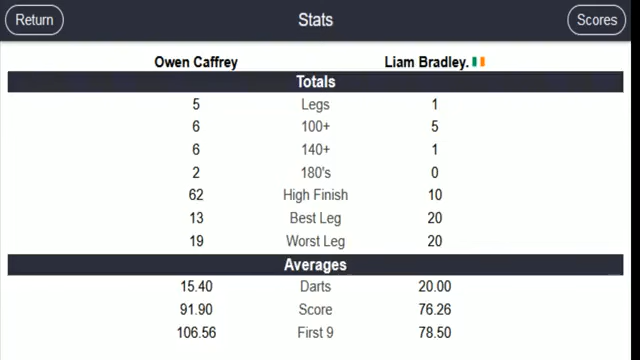 Return Stats Scores
Owen Caffrey Liam Bradley.
Totals
5 Legs 1
6 100+ 5
6 140+ 1
2 180's 0
62 High Finish 10
13 Best Leg 20
19 Worst Leg 20
Averages
15.40 Darts 20.00
91.90 Score 76.26
106.56 First 9 78.50